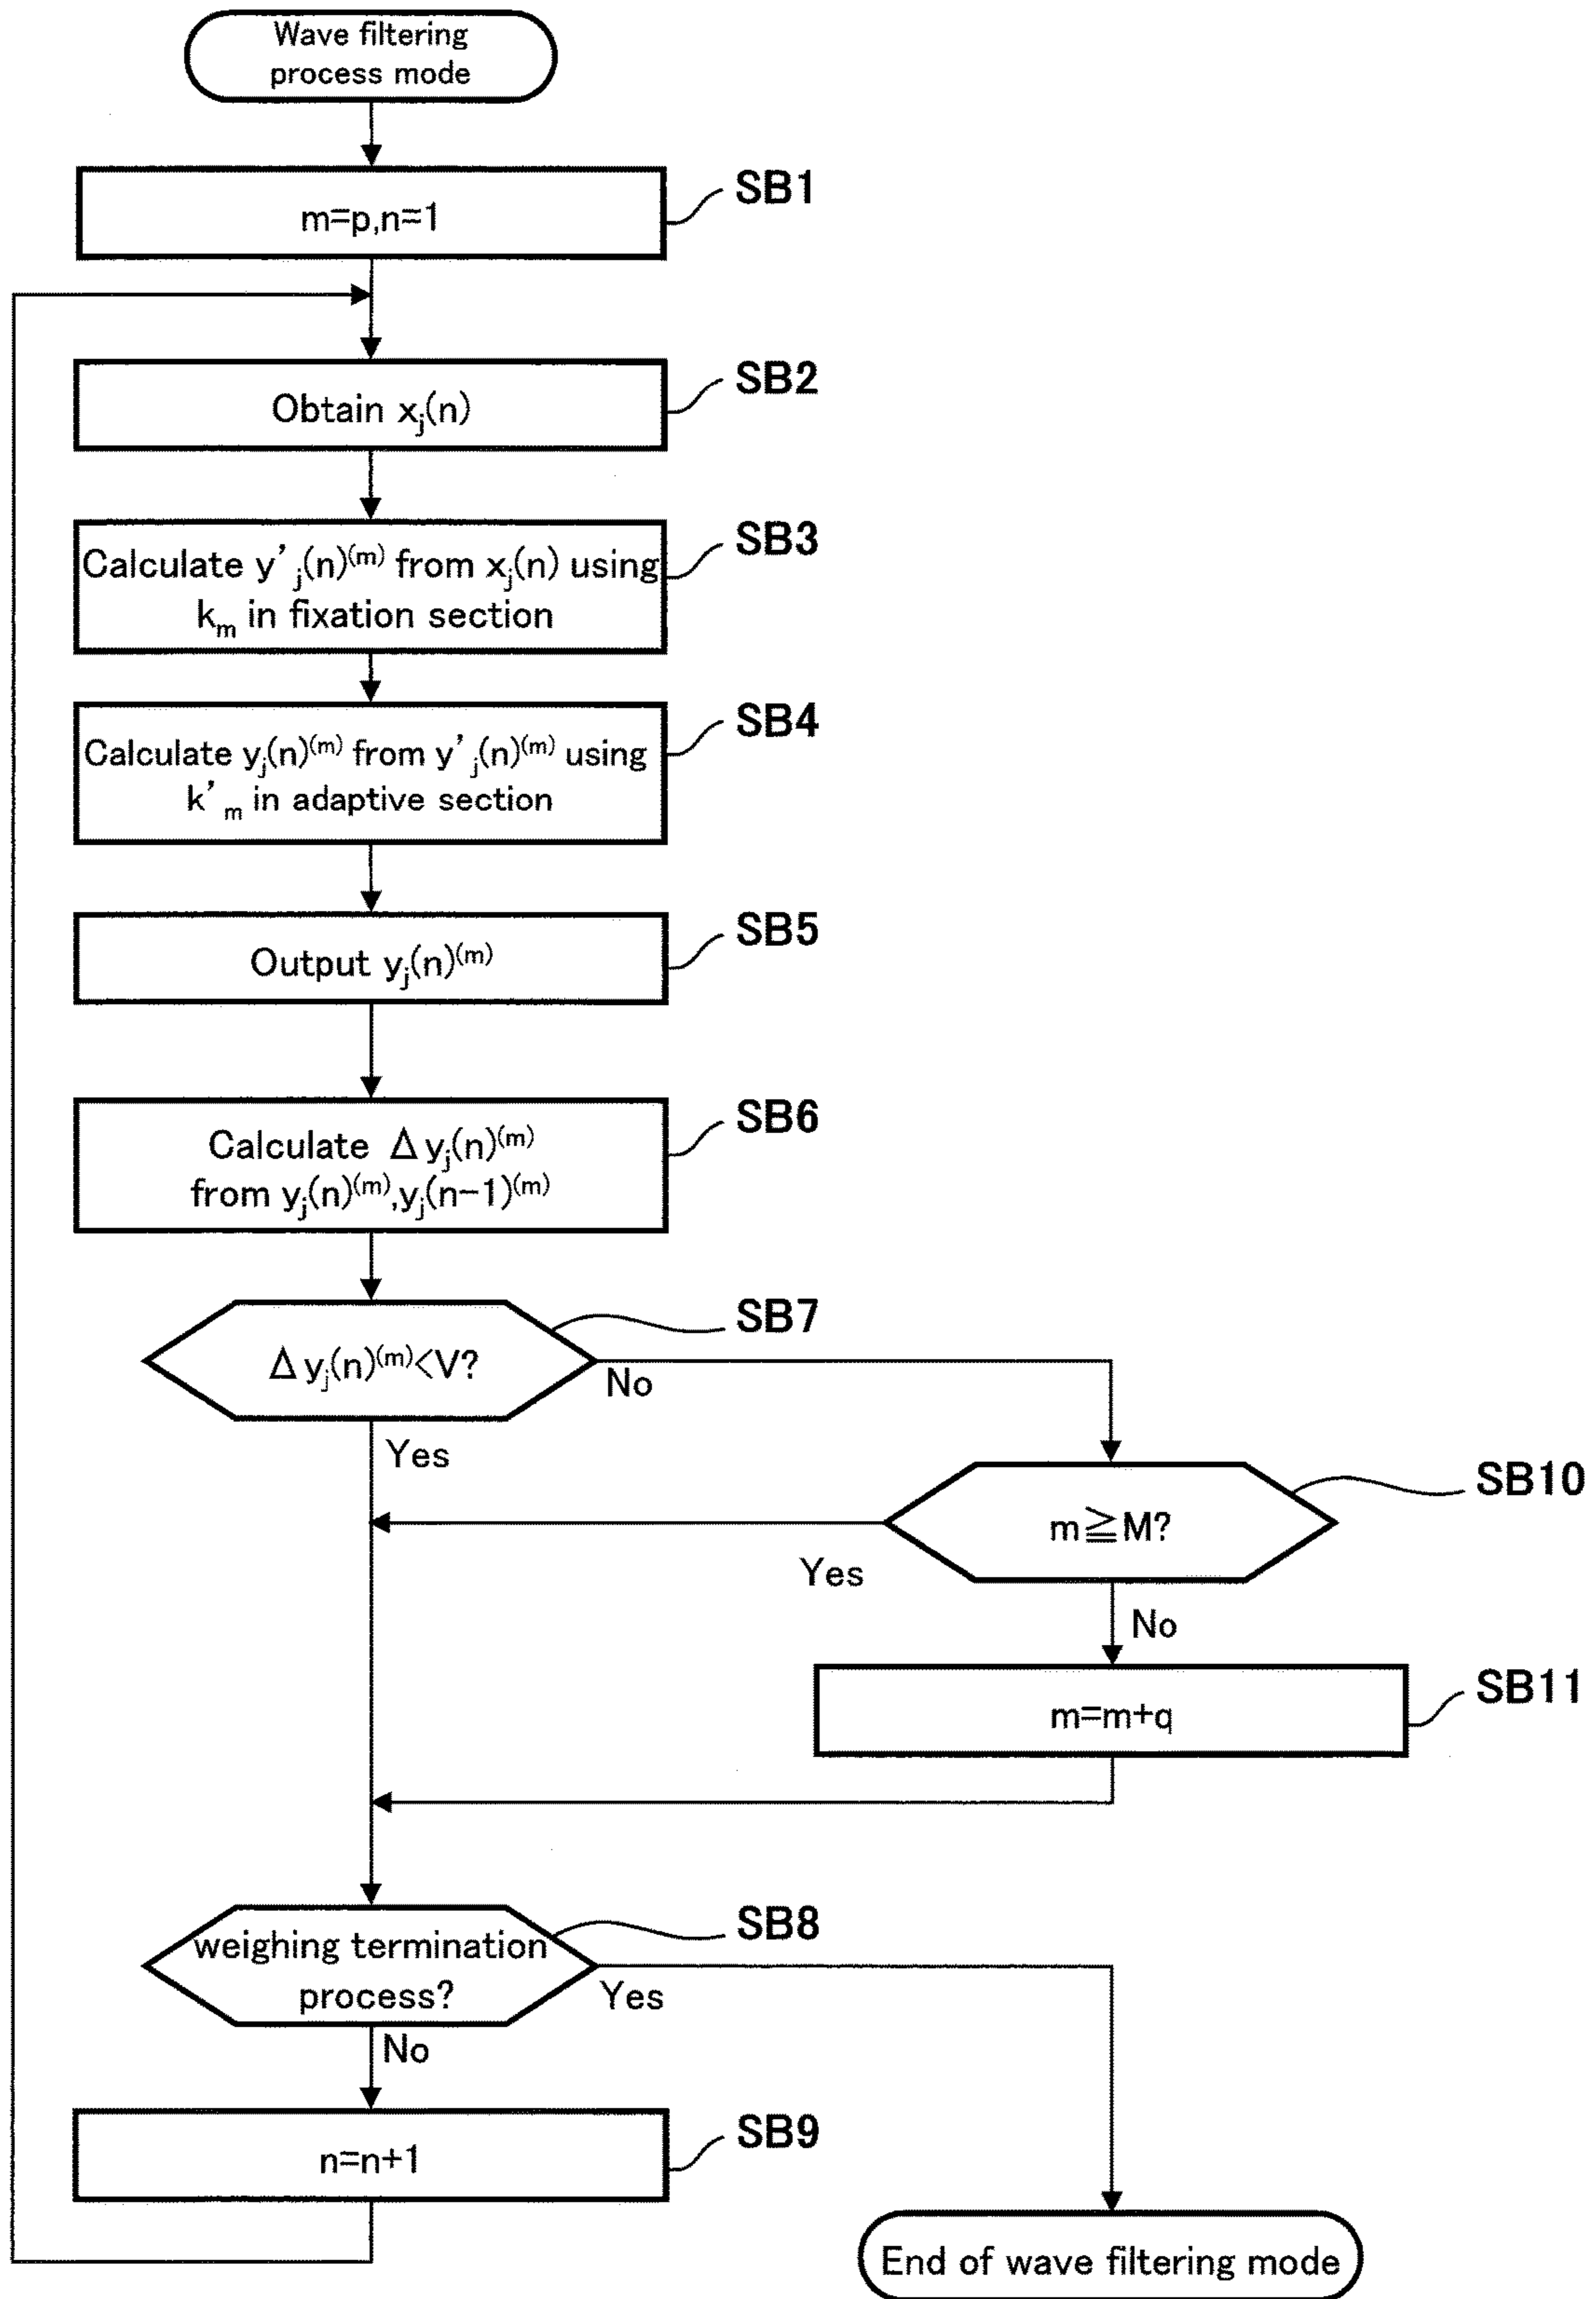 Wave filtering
process mode
SB1
m=p,n=1
SB2
Obtain xⱼ(n)
SB3
Calculate y'ⱼ(n)⁽ᵐ⁾ from xⱼ(n) using
kₘ in fixation section
SB4
Calculate yⱼ(n)⁽ᵐ⁾ from y'ⱼ(n)⁽ᵐ⁾ using
k'ₘ in adaptive section
SB5
Output yⱼ(n)⁽ᵐ⁾
SB6
Calculate Δyⱼ(n)⁽ᵐ⁾
from yⱼ(n)⁽ᵐ⁾,yⱼ(n-1)⁽ᵐ⁾
SB7
Δyⱼ(n)⁽ᵐ⁾<V?
No
Yes
SB10
m≧M?
Yes
No
SB11
m=m+q
SB8
weighing termination
process?
Yes
No
SB9
n=n+1
End of wave filtering mode